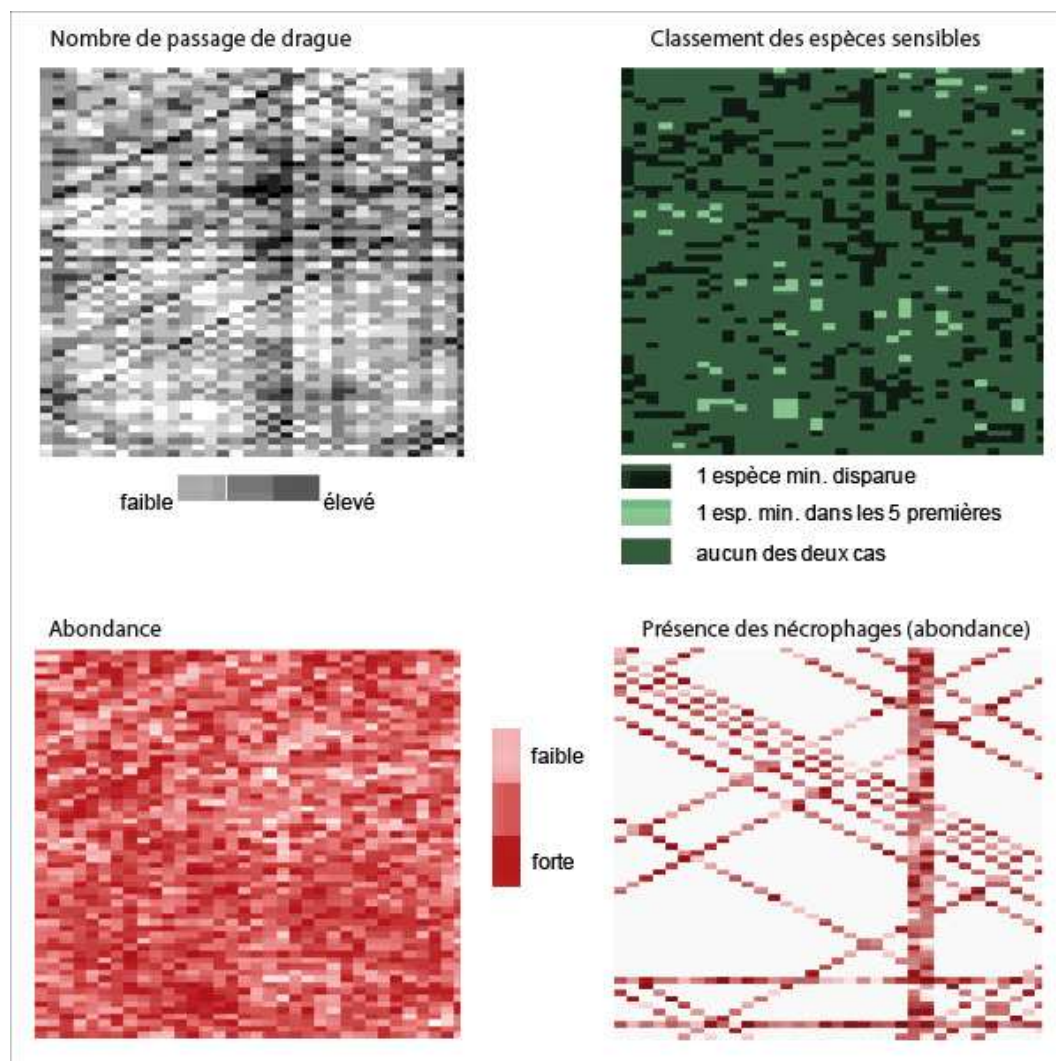 Nombre de passage de drague
Classement des espèces sensibles
faible
élevé
1 espèce min. disparue
1 esp. min. dans les 5 premières
aucun des deux cas
Abondance
Présence des nécrophages (abondance)
faible
forte